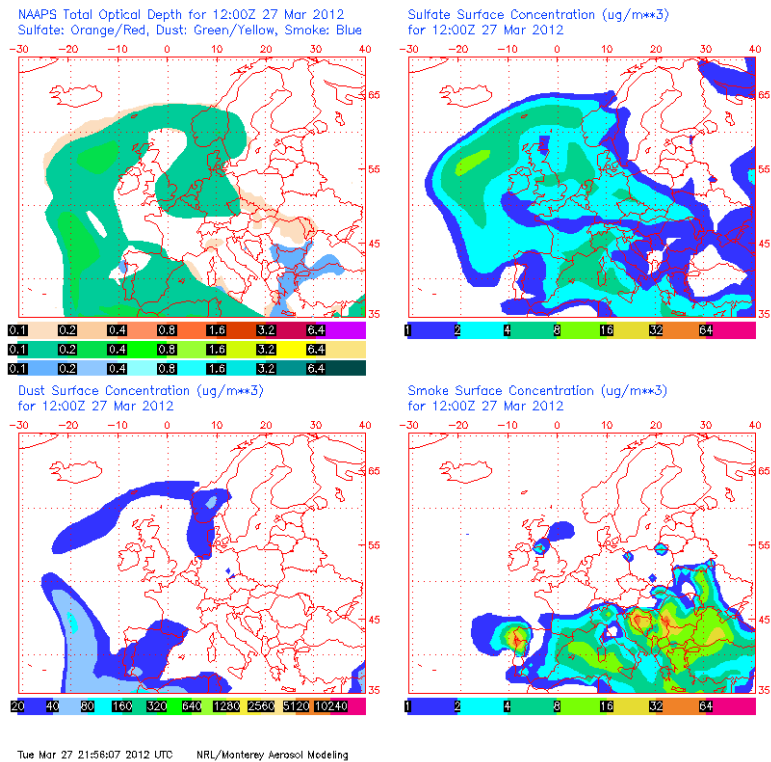 NAAPS Total Optical Depth for 12:00Z 27 Mar 2012
Sulfate: Orange/Red, Dust: Green/Yellow, Smoke: Blue
-30 -20 -10 0 10 20 30 40
65
55
45
35
0.1 0.2 0.4 0.8 1.6 3.2 6.4
0.1 0.2 0.4 0.8 1.6 3.2 6.4
0.1 0.2 0.4 0.8 1.6 3.2 6.4
Sulfate Surface Concentration (ug/m**3)
for 12:00Z 27 Mar 2012
-30 -20 -10 0 10 20 30 40
65
55
45
35
1 2 4 8 16 32 64
Dust Surface Concentration (ug/m**3)
for 12:00Z 27 Mar 2012
-30 -20 -10 0 10 20 30 40
65
55
45
35
20 40 80 160 320 640 1280 2560 5120 10240
Smoke Surface Concentration (ug/m**3)
for 12:00Z 27 Mar 2012
-30 -20 -10 0 10 20 30 40
65
55
45
35
1 2 4 8 16 32 64
Tue Mar 27 21:56:07 2012 UTC NRL/Monterey Aerosol Modeling